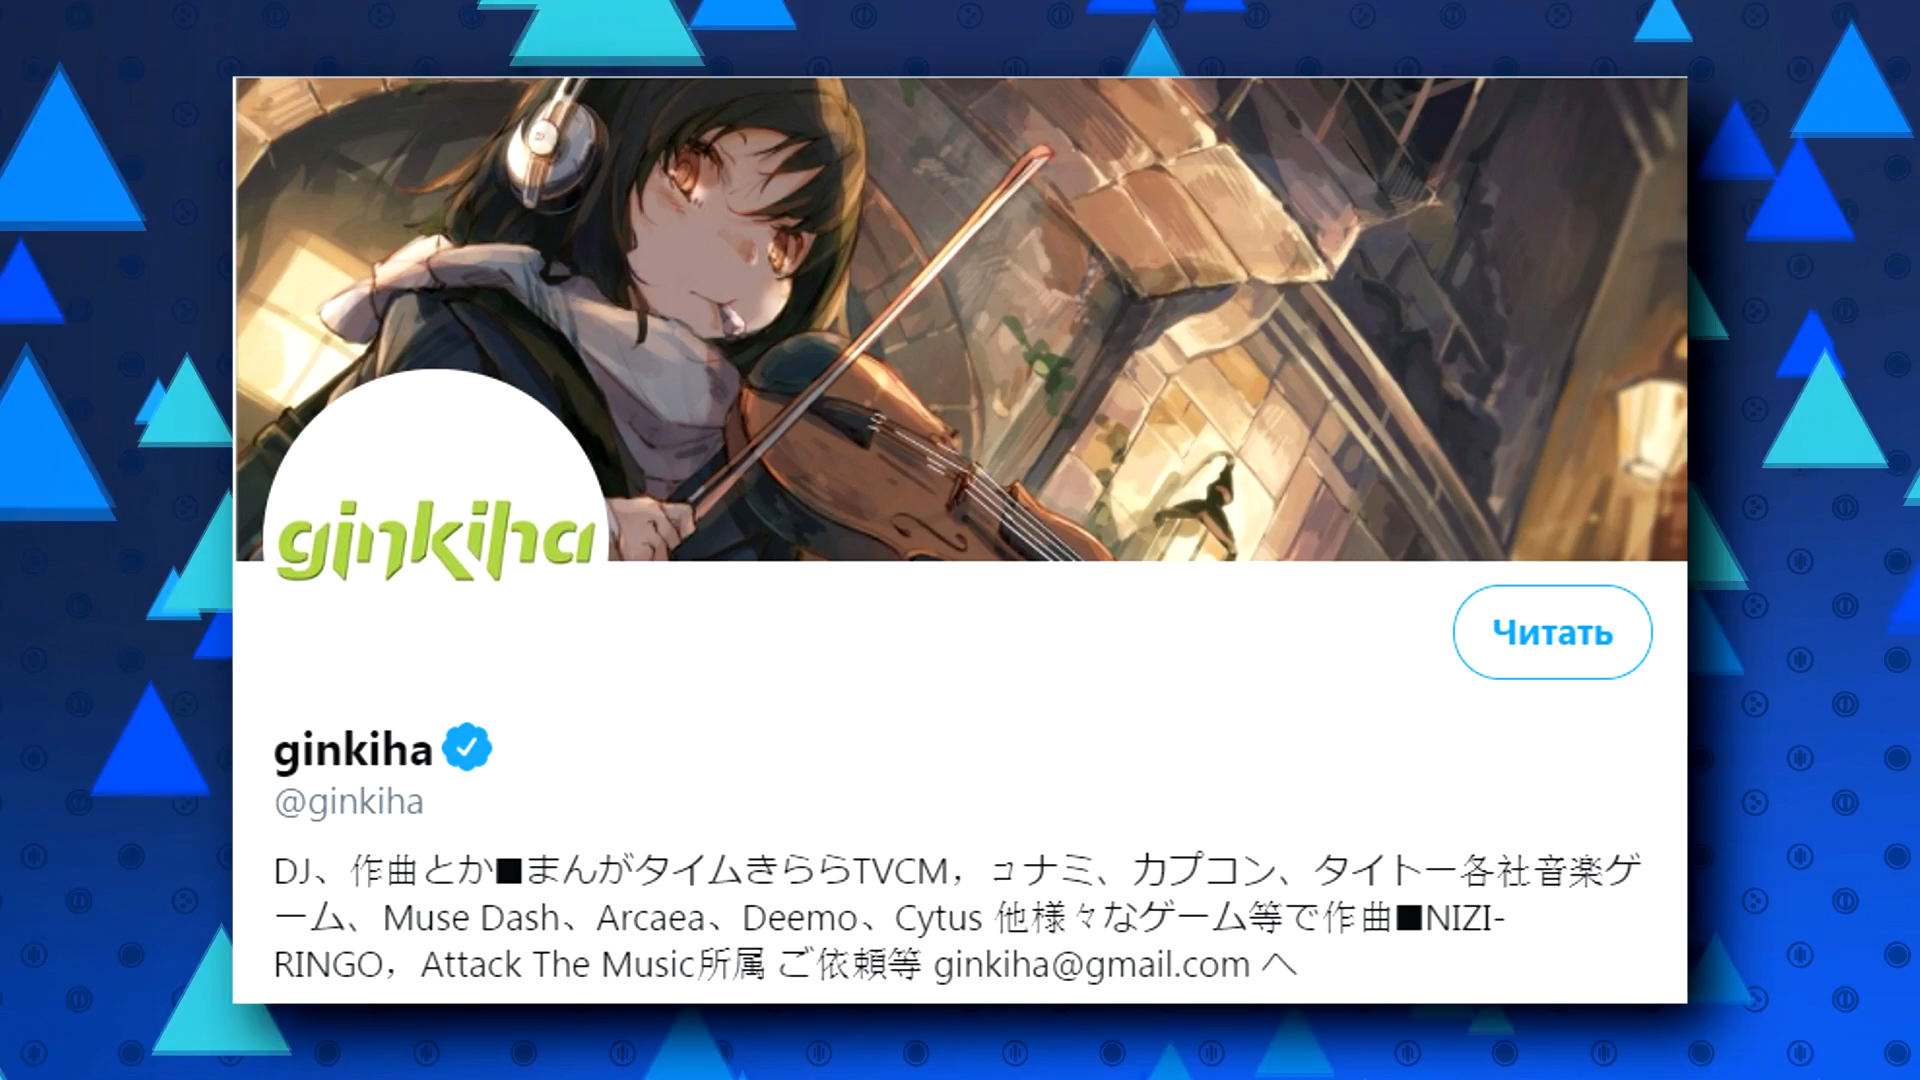 ginkiha
Читать
ginkiha
@ginkiha
DJ、作曲とか■まんがタイムきららTVCM，コナミ、カプコン、タイトー各社音楽ゲ
ーム、Muse Dash、Arcaea、Deemo、Cytus 他様々なゲーム等で作曲■NIZI-
RINGO，Attack The Music所属 ご依頼等 ginkiha@gmail.com へ